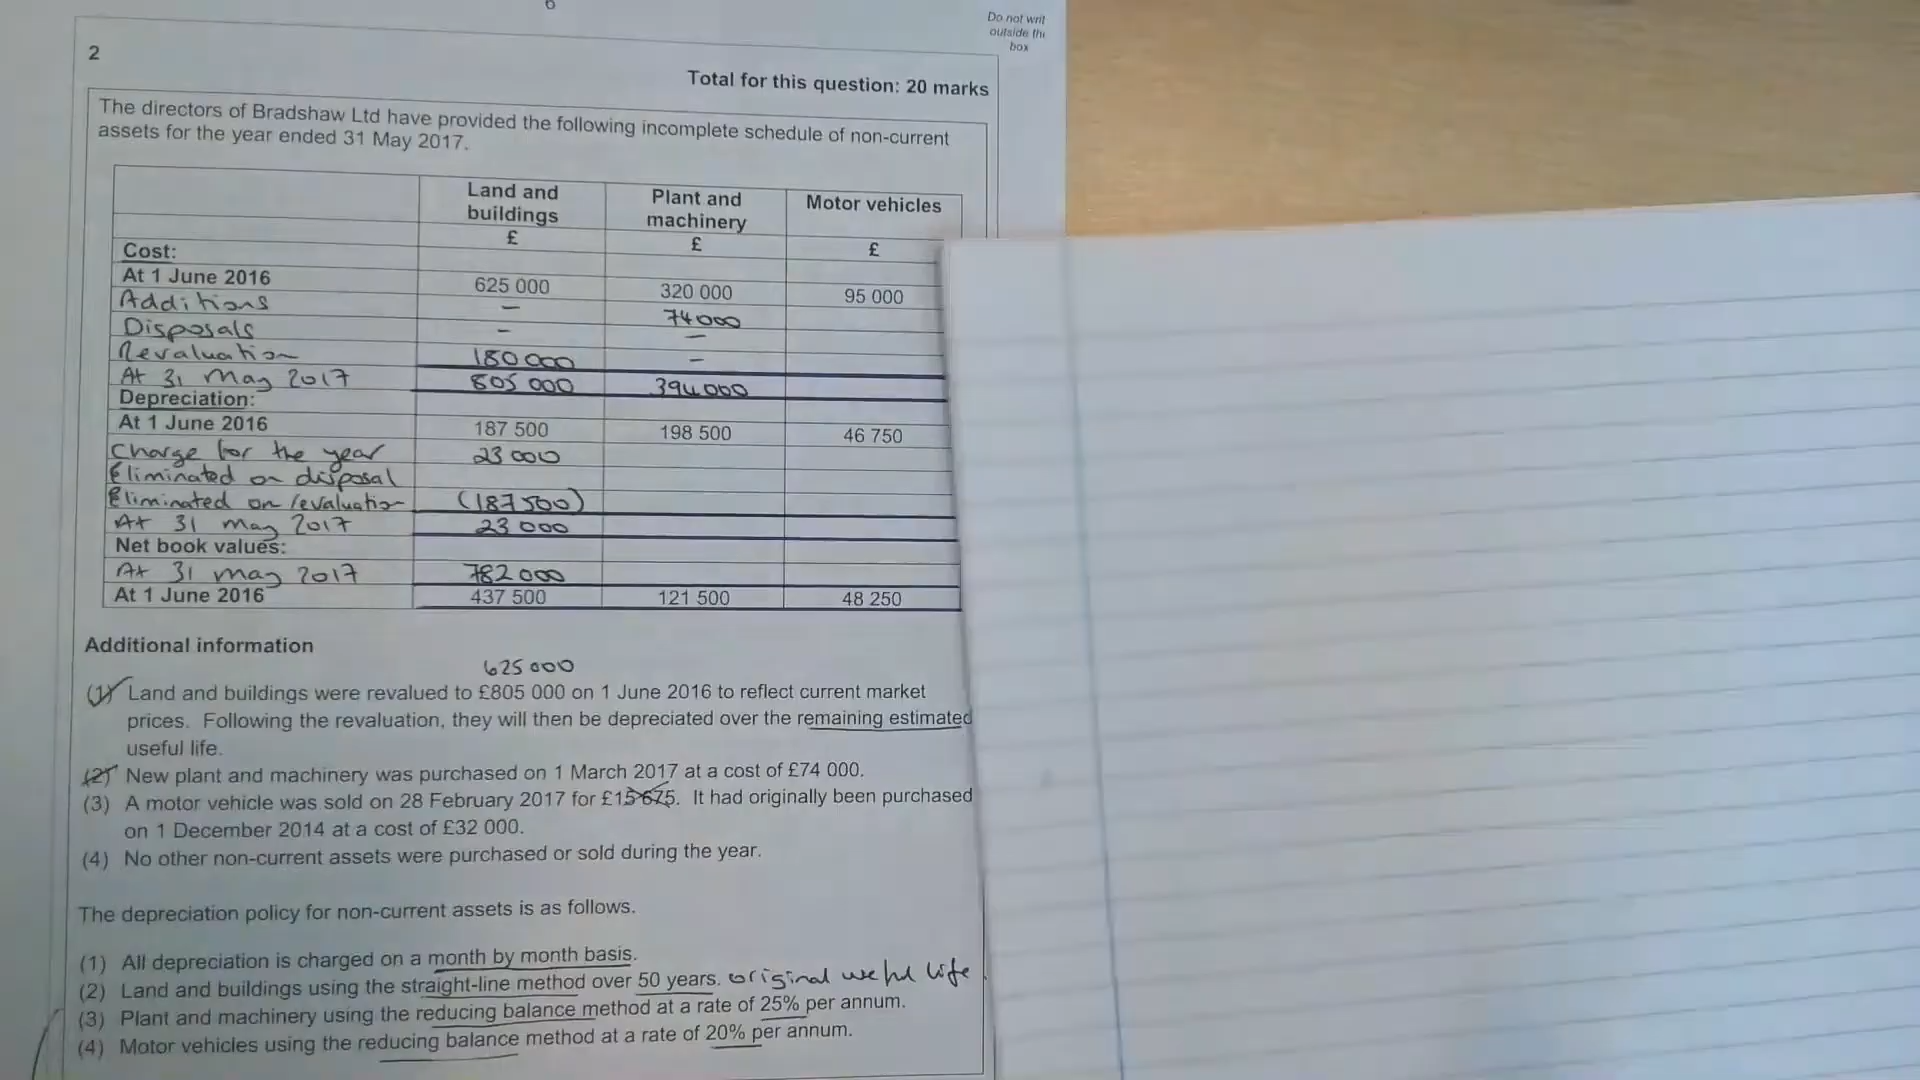 6
Do not writ
outside th
box
2
Total for this question: 20 marks
The directors of Bradshaw Ltd have provided the following incomplete schedule of non-current
assets for the year ended 31 May 2017.
Land and buildings Plant and machinery Motor vehicles
£ £ £
Cost:
At 1 June 2016 625 000 320 000 95 000
Additions – 74000
Disposals – –
Revaluation 180 000 –
At 31 May 2017 805 000 394000
Depreciation:
At 1 June 2016 187 500 198 500 46 750
Charge for the year 23 000
Eliminated on disposal
Eliminated on revaluation (187500)
At 31 May 2017 23 000
Net book values:
At 31 May 2017 782 000
At 1 June 2016 437 500 121 500 48 250
Additional information
625 000
(1) Land and buildings were revalued to £805 000 on 1 June 2016 to reflect current market
prices. Following the revaluation, they will then be depreciated over the remaining estimated
useful life.
(2) New plant and machinery was purchased on 1 March 2017 at a cost of £74 000.
(3) A motor vehicle was sold on 28 February 2017 for £15 675. It had originally been purchased
on 1 December 2014 at a cost of £32 000.
(4) No other non-current assets were purchased or sold during the year.
The depreciation policy for non-current assets is as follows.
(1) All depreciation is charged on a month by month basis.
(2) Land and buildings using the straight-line method over 50 years. original useful life
(3) Plant and machinery using the reducing balance method at a rate of 25% per annum.
(4) Motor vehicles using the reducing balance method at a rate of 20% per annum.